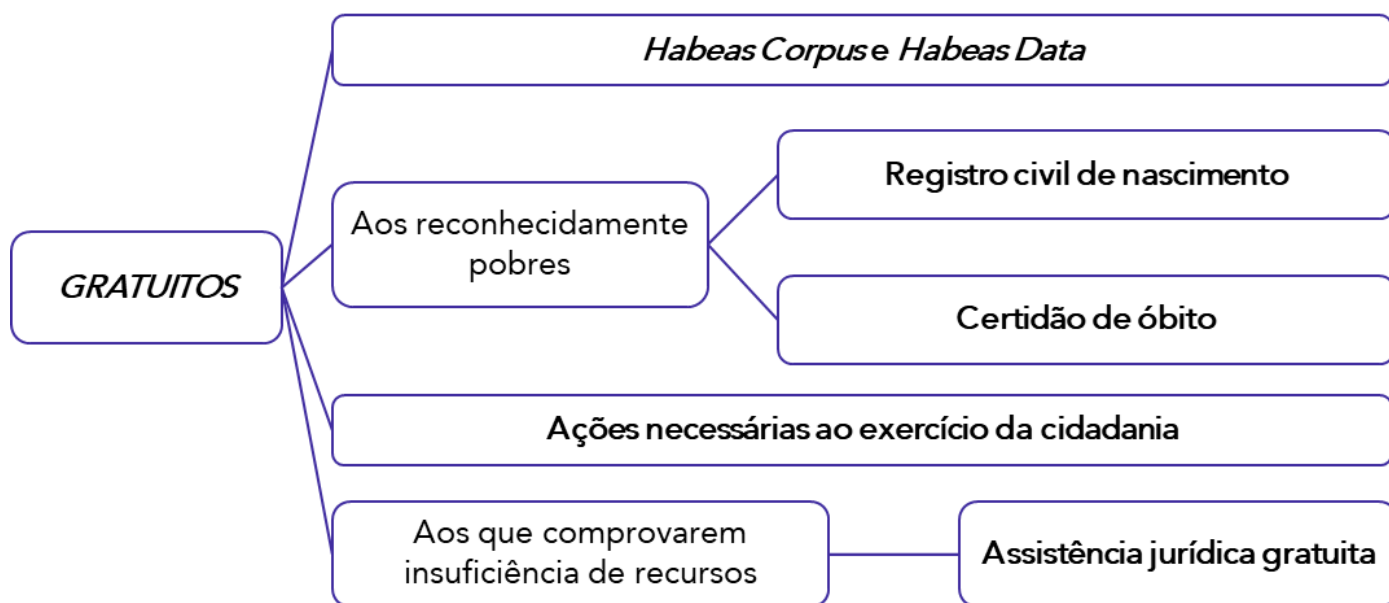 GRATUITOS
Habeas Corpus e Habeas Data
Aos reconhecidamente
pobres
Registro civil de nascimento
Certidão de óbito
Ações necessárias ao exercício da cidadania
Aos que comprovarem
insuficiência de recursos
Assistência jurídica gratuita